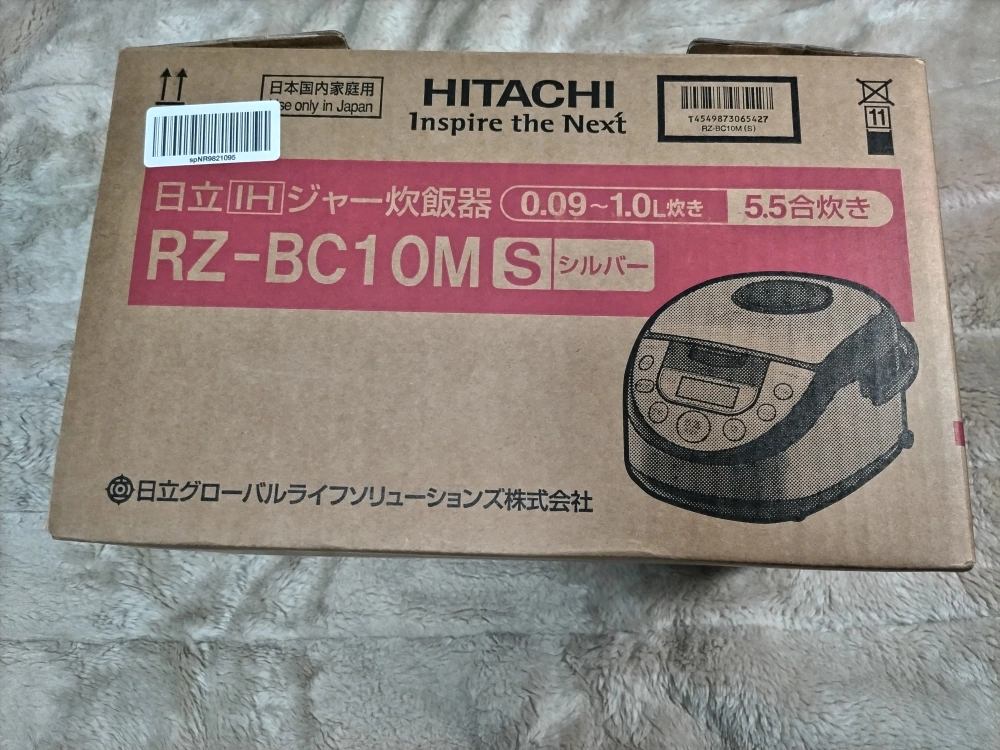 日本国内家庭用
use only in Japan
HITACHI
Inspire the Next
T4549873065427
RZ-BC10M(S)
11
spNR9821095
日立IHジャー炊飯器 0.09~1.0L炊き 5.5合炊き
RZ-BC10M S シルバー
日立グローバルライフソリューションズ株式会社